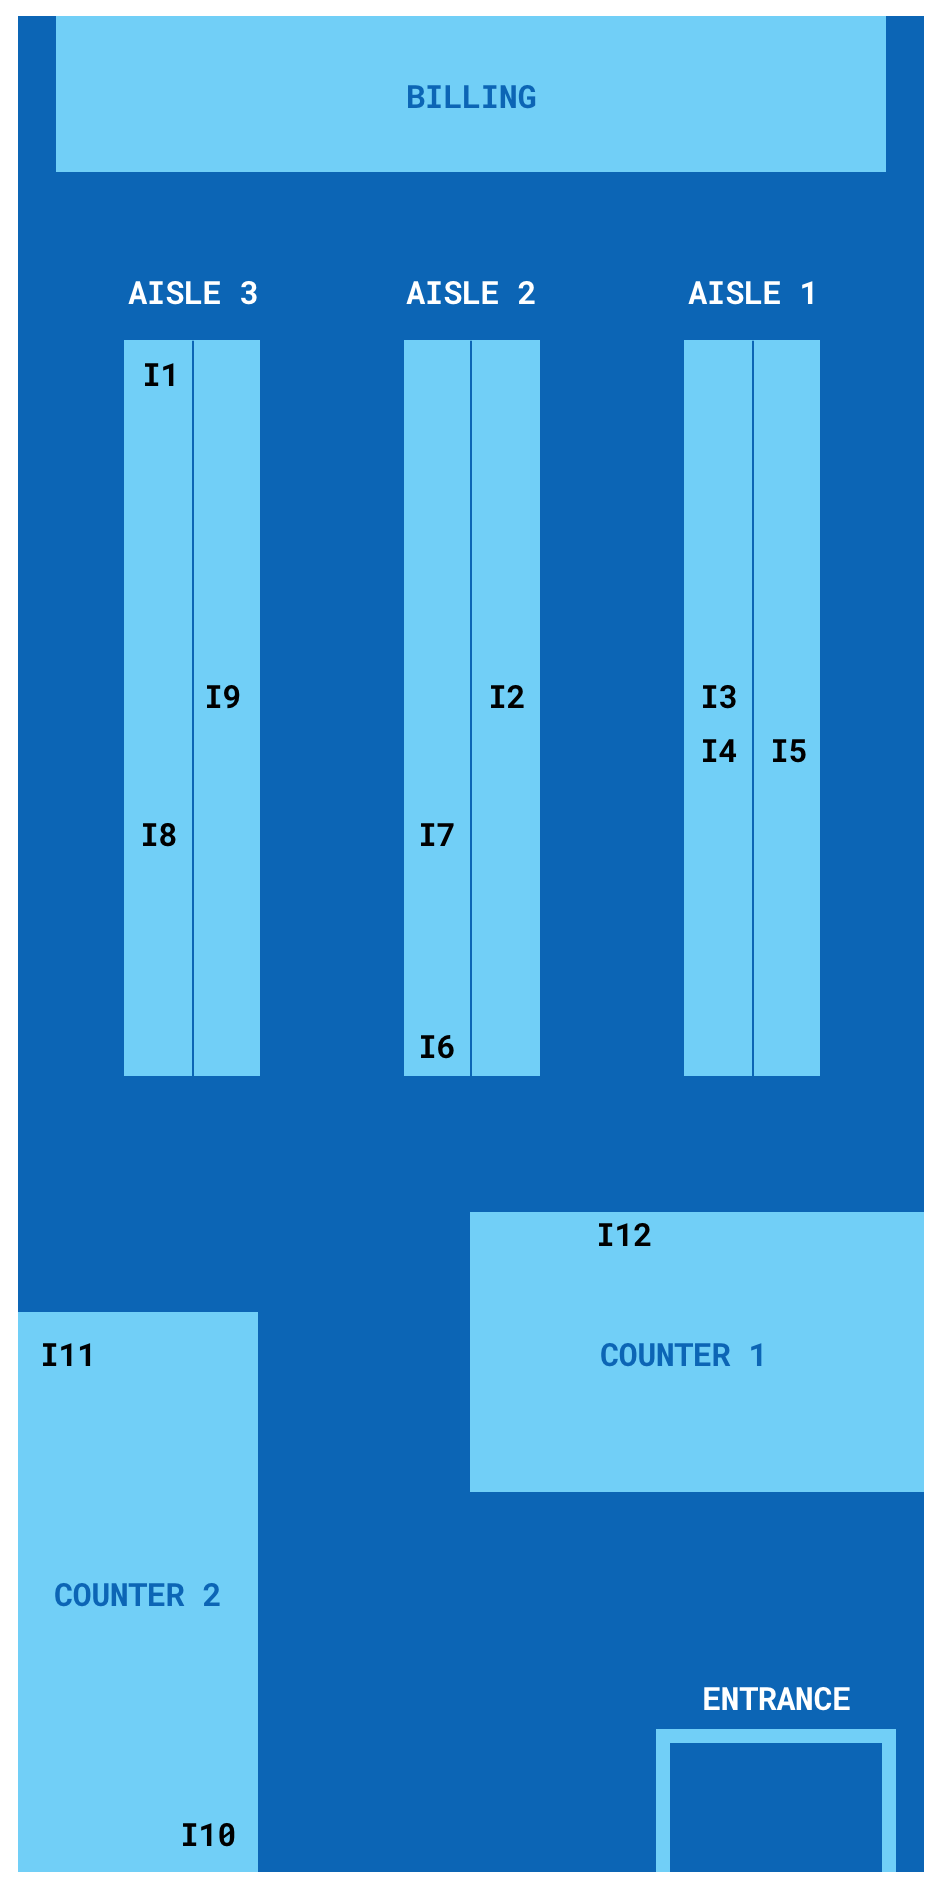 BILLING
AISLE 3 AISLE 2 AISLE 1
I1
I9 I2 I3
I4 I5
I8 I7
I6
I12
I11 COUNTER 1
COUNTER 2
ENTRANCE
I10